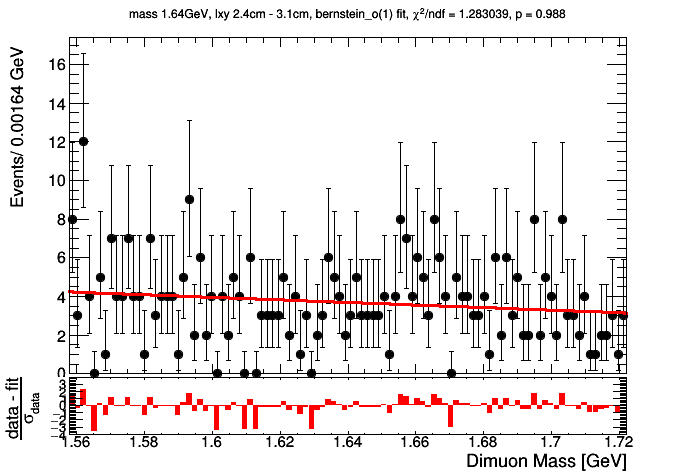 mass 1.64GeV, lxy 2.4cm - 3.1cm, bernstein_o(1) fit, χ²/ndf = 1.283039, p = 0.988
Events/ 0.00164 GeV
16
14
12
10
8
6
4
2
0
data - fit
σdata
3
2
1
0
−1
−2
−3
−4
1.56 1.58 1.6 1.62 1.64 1.66 1.68 1.7 1.72
Dimuon Mass [GeV]